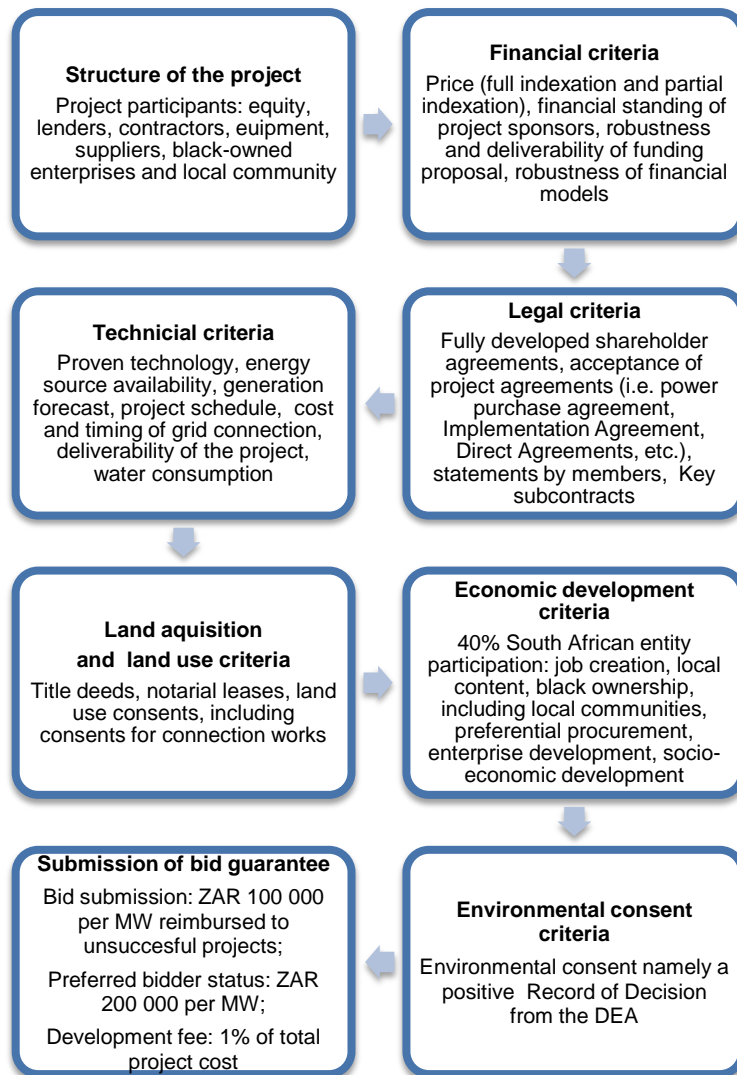 Structure of the project
Project participants: equity,
lenders, contractors, euipment,
suppliers, black-owned
enterprises and local community
Financial criteria
Price (full indexation and partial
indexation), financial standing of
project sponsors, robustness
and deliverability of funding
proposal, robustness of financial
models
Legal criteria
Fully developed shareholder
agreements, acceptance of
project agreements (i.e. power
purchase agreement,
Implementation Agreement,
Direct Agreements, etc.),
statements by members, Key
subcontracts
Technicial criteria
Proven technology, energy
source availability, generation
forecast, project schedule, cost
and timing of grid connection,
deliverability of the project,
water consumption
Land aquisition
and land use criteria
Title deeds, notarial leases, land
use consents, including
consents for connection works
Economic development
criteria
40% South African entity
participation: job creation, local
content, black ownership,
including local communities,
preferential procurement,
enterprise development, socio-
economic development
Environmental consent
criteria
Environmental consent namely a
positive Record of Decision
from the DEA
Submission of bid guarantee
Bid submission: ZAR 100 000
per MW reimbursed to
unsuccesful projects;
Preferred bidder status: ZAR
200 000 per MW;
Development fee: 1% of total
project cost